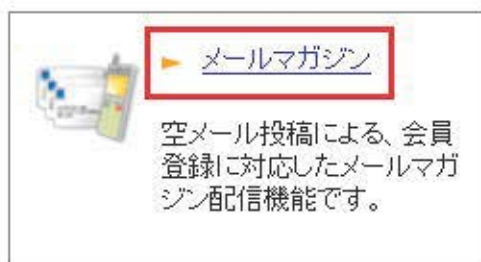 ► メールマガジン
空メール投稿による、会員
登録に対応したメールマガ
ジン配信機能です。